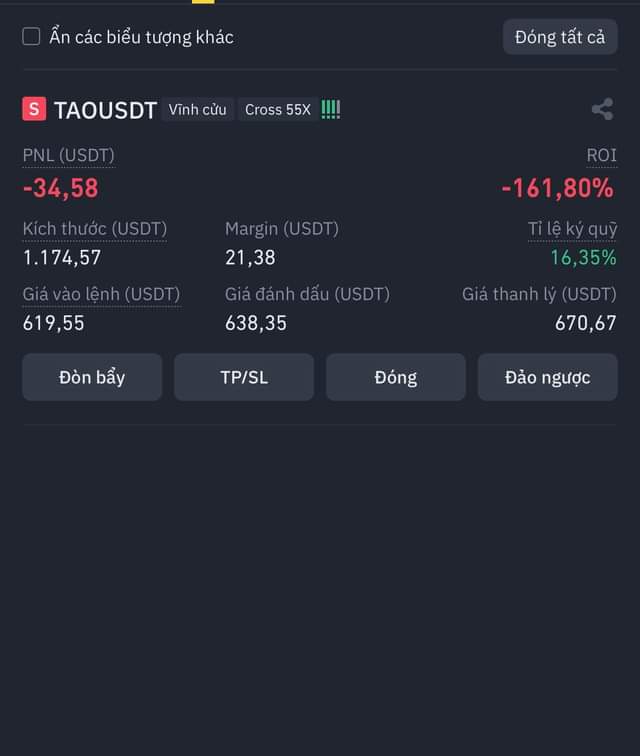 Ẩn các biểu tượng khác
Đóng tất cả
S TAOUSDT Vĩnh cửu Cross 55X !!!!
PNL (USDT) ROI
-34,58 -161,80%
Kích thước (USDT) Margin (USDT) Tỉ lệ ký quỹ
1.174,57 21,38 16,35%
Giá vào lệnh (USDT) Giá đánh dấu (USDT) Giá thanh lý (USDT)
619,55 638,35 670,67
Đòn bẩy TP/SL Đóng Đảo ngược